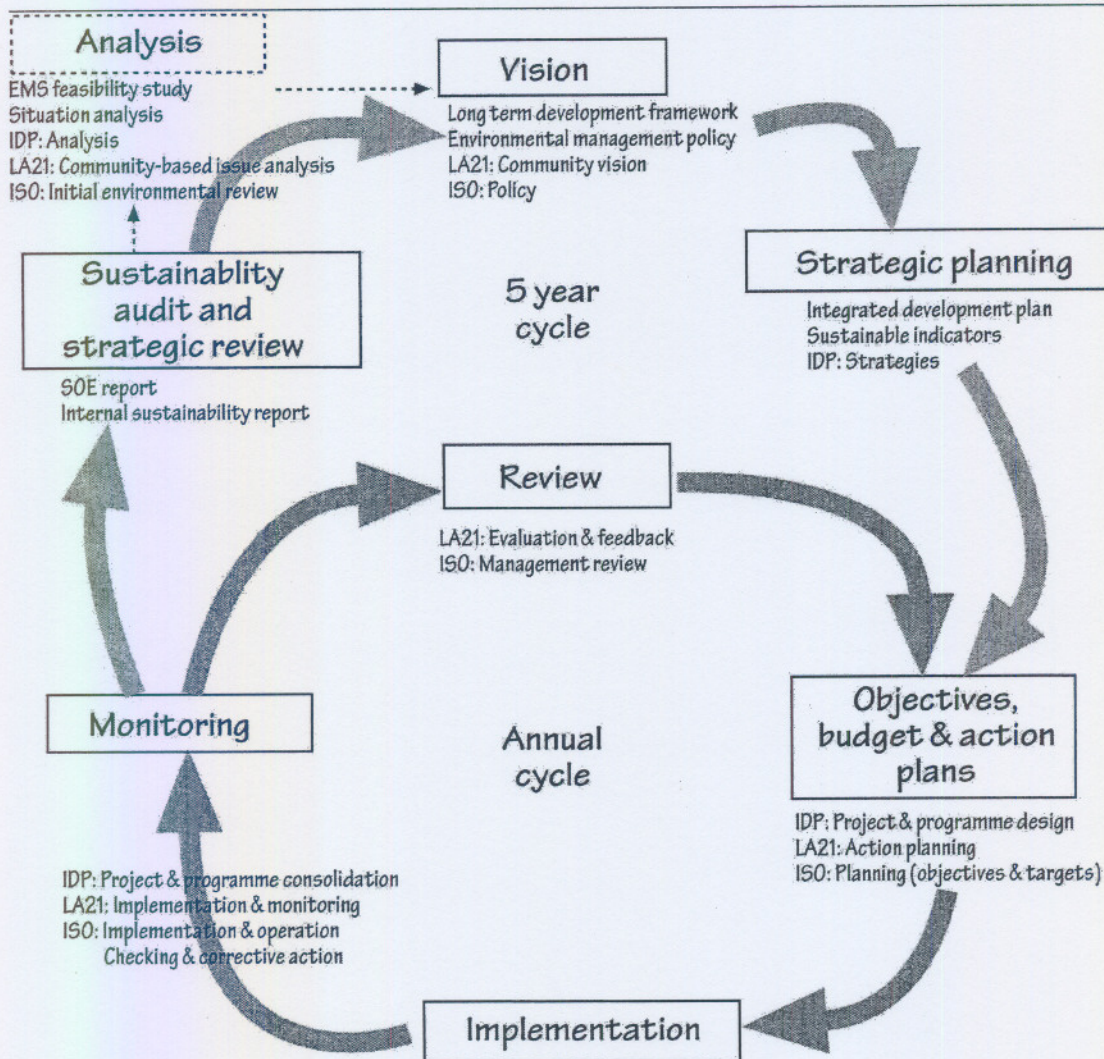 Analysis
EMS feasibility study
Situation analysis
IDP: Analysis
LA21: Community-based issue analysis
ISO: Initial environmental review
Vision
Long term development framework
Environmental management policy
LA21: Community vision
ISO: Policy
Strategic planning
Integrated development plan
Sustainable indicators
IDP: Strategies
Sustainablity
audit and
strategic review
SOE report
Internal sustainability report
5 year
cycle
Review
LA21: Evaluation & feedback
ISO: Management review
Objectives,
budget & action
plans
IDP: Project & programme design
LA21: Action planning
ISO: Planning (objectives & targets)
Monitoring
Annual
cycle
IDP: Project & programme consolidation
LA21: Implementation & monitoring
ISO: Implementation & operation
Checking & corrective action
Implementation